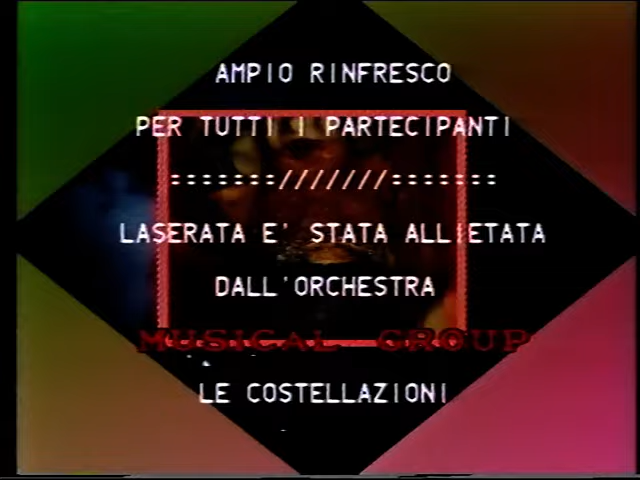 AMPIO RINFRESCO
PER TUTTI I PARTECIPANTI
=======///////=======
LASERATA E' STATA ALLIETATA
DALL'ORCHESTRA
MUSICAL GROUP
LE COSTELLAZIONI